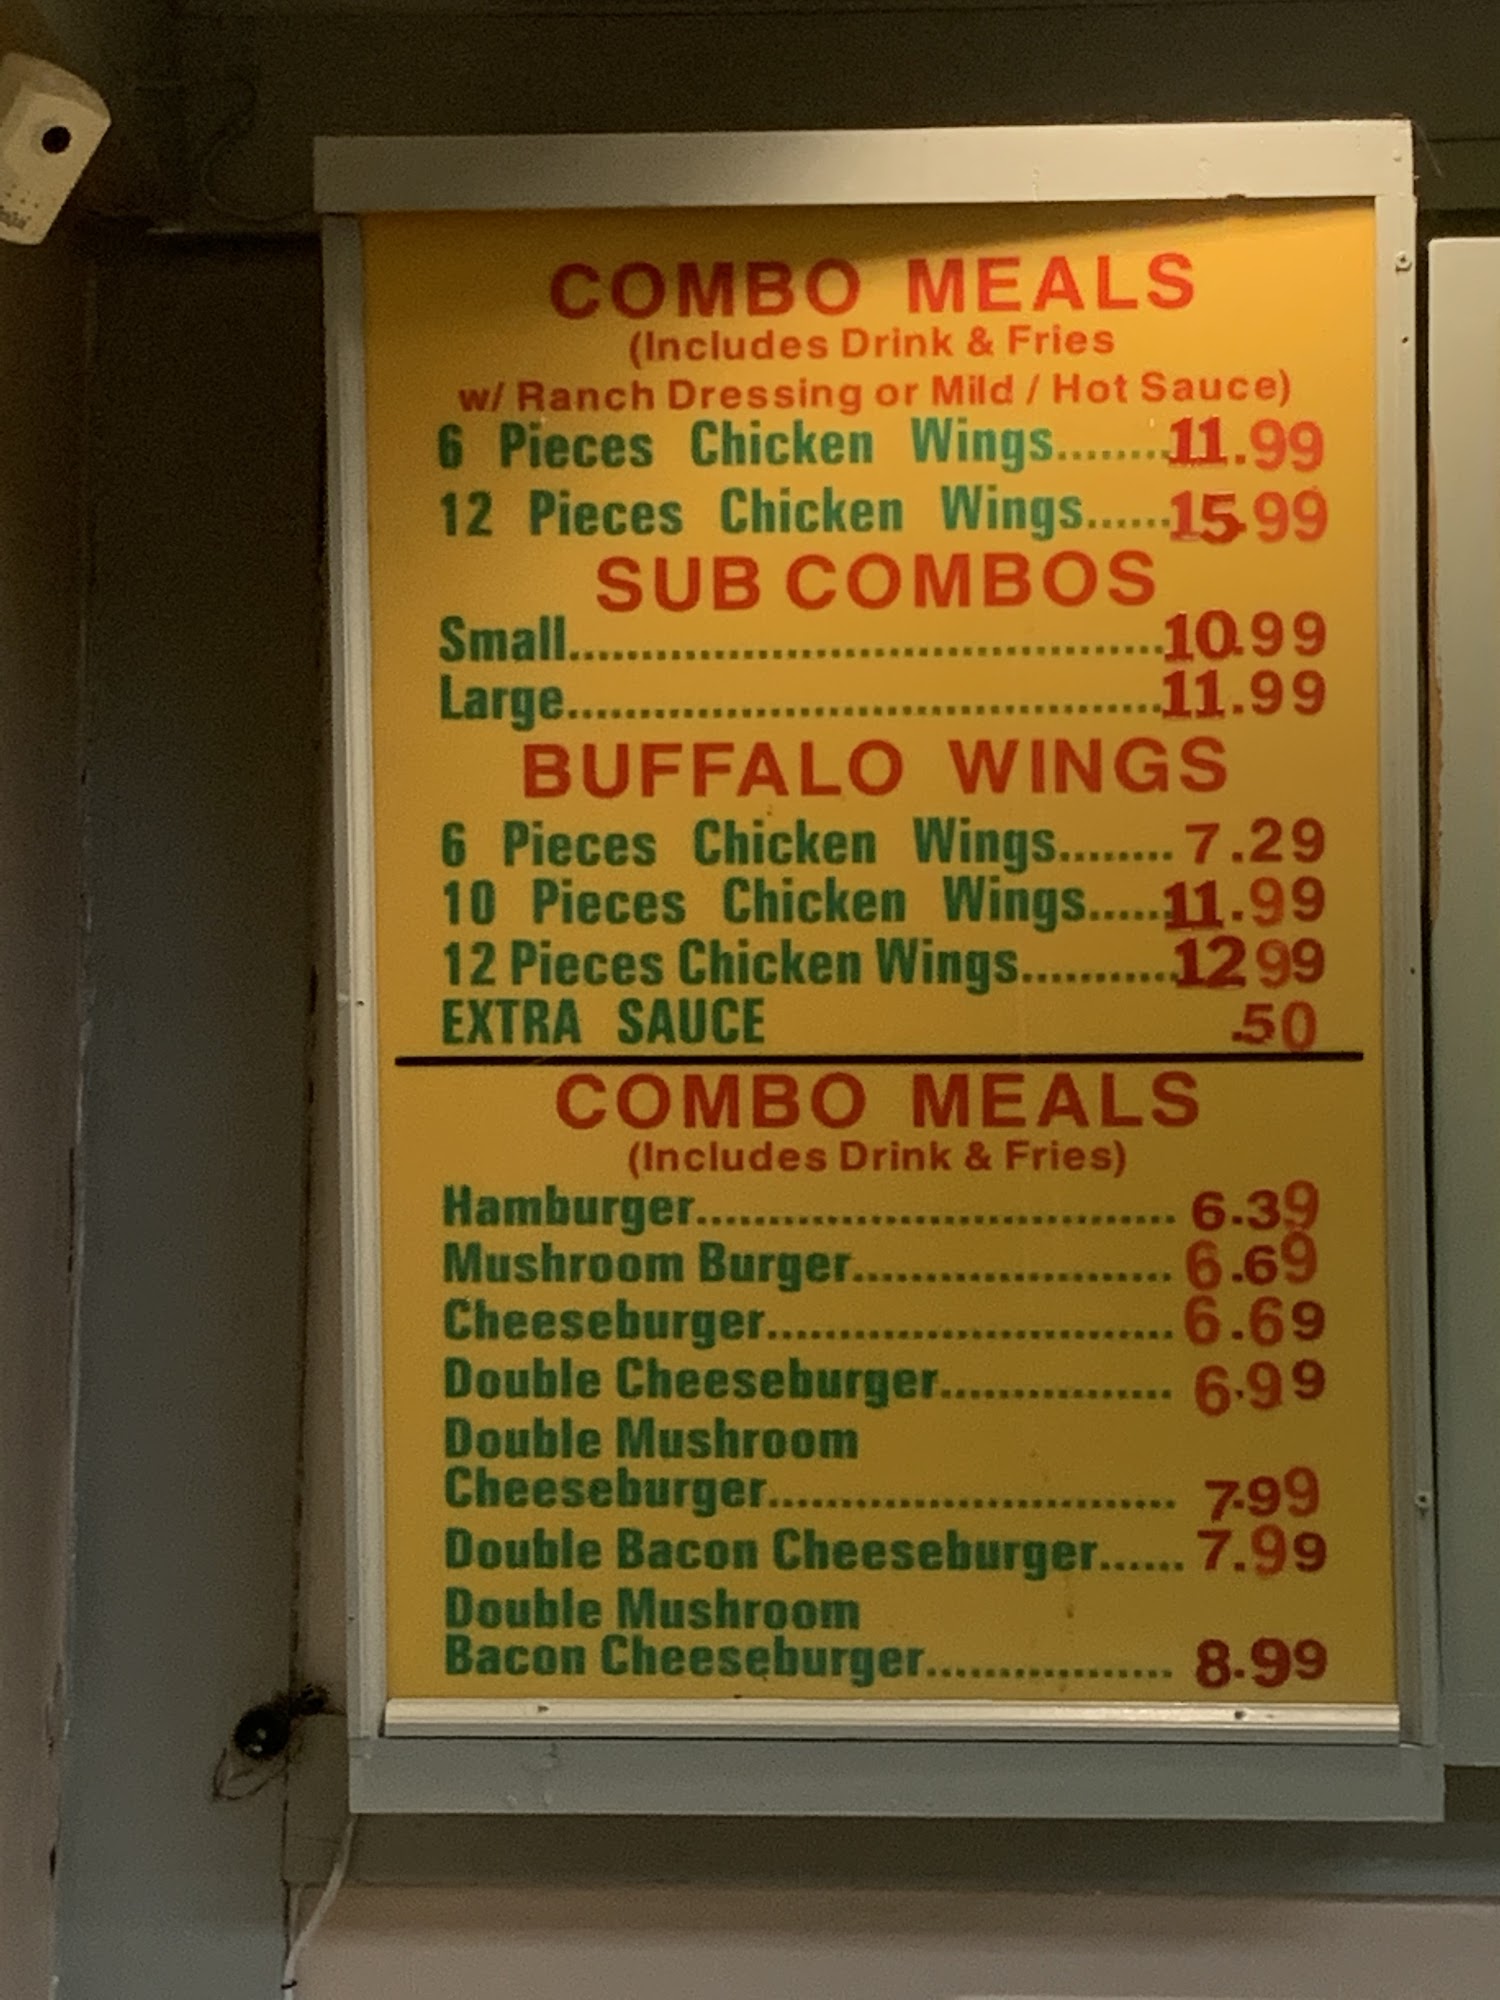 COMBO MEALS
(Includes Drink & Fries
w/ Ranch Dressing or Mild / Hot Sauce)
6 Pieces Chicken Wings........11.99
12 Pieces Chicken Wings......15.99
SUB COMBOS
Small.........................................10.99
Large.........................................11.99
BUFFALO WINGS
6 Pieces Chicken Wings........ 7.29
10 Pieces Chicken Wings.....11.99
12 Pieces Chicken Wings...........12 99
EXTRA SAUCE .50
COMBO MEALS
(Includes Drink & Fries)
Hamburger................................. 6.39
Mushroom Burger...................... 6.69
Cheeseburger............................ 6.69
Double Cheeseburger................ 6.99
Double Mushroom
Cheeseburger............................ 7.99
Double Bacon Cheeseburger...... 7.99
Double Mushroom
Bacon Cheeseburger................. 8.99